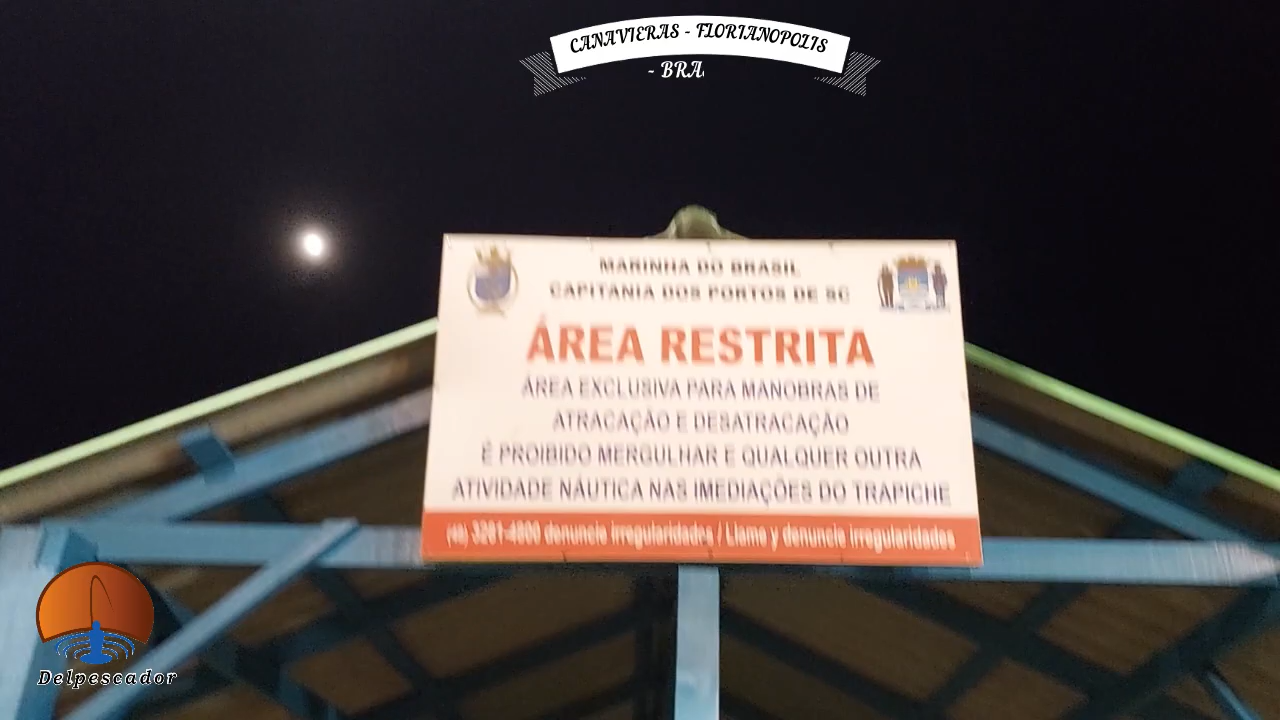 CANAVIERAS - FLORIANOPOLIS
- BRA
MARINHA DO BRASIL
CAPITANIA DOS PORTOS DE SC
ÁREA RESTRITA
ÁREA EXCLUSIVA PARA MANOBRAS DE
ATRACAÇÃO E DESATRACAÇÃO
É PROIBIDO MERGULHAR E QUALQUER OUTRA
ATIVIDADE NÁUTICA NAS IMEDIAÇÕES DO TRAPICHE
(48) 3281-4800 denuncie irregularidades / Llame y denuncie irregularidades
Delpescador